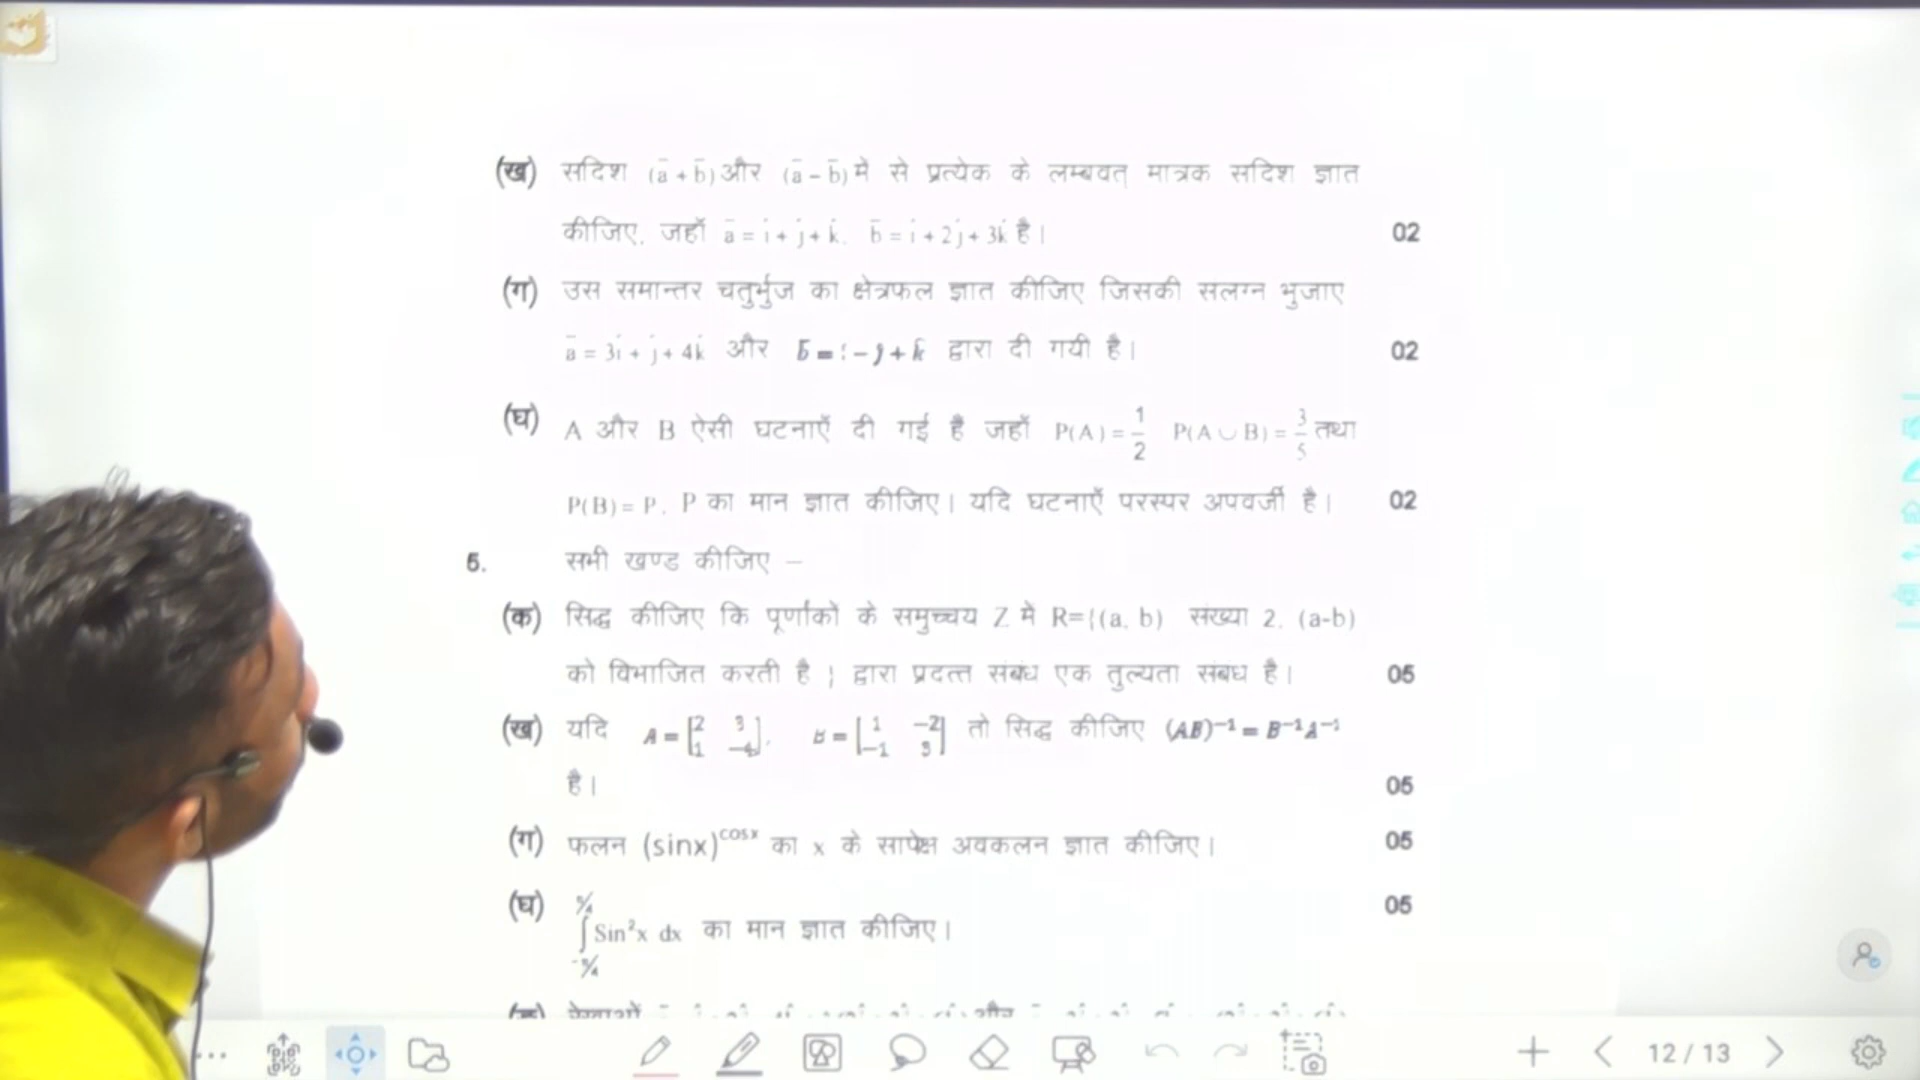 (ख) सदिश (a̅ + b̅) और (a̅ – b̅) में से प्रत्येक के लम्बवत् मात्रक सदिश ज्ञात
कीजिए, जहाँ a̅ = i + j + k, b̅ = i + 2j + 3k है। 02
(ग) उस समान्तर चतुर्भुज का क्षेत्रफल ज्ञात कीजिए जिसकी सलग्न भुजाए
a̅ = 3i + j + 4k और b̅ = i – j + k द्वारा दी गयी है। 02
(घ) A और B ऐसी घटनाएँ दी गई है जहाँ P(A) = 1/2 P(A ∪ B) = 3/5 तथा
P(B) = P, P का मान ज्ञात कीजिए। यदि घटनाएँ परस्पर अपवर्जी है। 02
5. सभी खण्ड कीजिए –
(क) सिद्ध कीजिए कि पूर्णांको के समुच्चय Z में R={(a, b) संख्या 2, (a-b)
को विभाजित करती है } द्वारा प्रदत्त संबंध एक तुल्यता संबंध है। 05
(ख) यदि A = [2 3; 1 –4], B = [1 –2; –1 3] तो सिद्ध कीजिए (AB)⁻¹ = B⁻¹A⁻¹
है। 05
(ग) फलन (sinx)^cosx का x के सापेक्ष अवकलन ज्ञात कीजिए। 05
(घ) ∫ Sin²x dx का मान ज्ञात कीजिए। 05
12 / 13